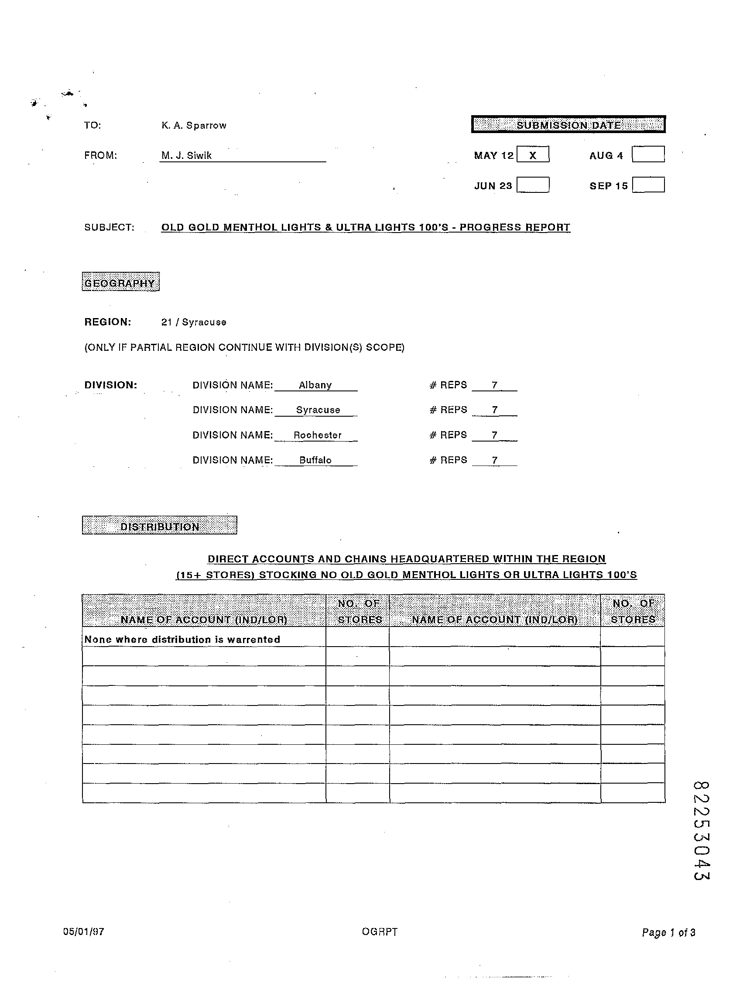 TO: K. A. Sparrow
SUBMISSION DATE
FROM: M. J. Siwik
MAY 12 X AUG 4
JUN 23 SEP 15
SUBJECT: OLD GOLD MENTHOL LIGHTS & ULTRA LIGHTS 100'S - PROGRESS REPORT
GEOGRAPHY
REGION: 21 / Syracuse
(ONLY IF PARTIAL REGION CONTINUE WITH DIVISION(S) SCOPE)
DIVISION: DIVISION NAME: Albany # REPS 7
DIVISION NAME: Syracuse # REPS 7
DIVISION NAME: Rochester # REPS 7
DIVISION NAME: Buffalo # REPS 7
DISTRIBUTION
DIRECT ACCOUNTS AND CHAINS HEADQUARTERED WITHIN THE REGION
(15+ STORES) STOCKING NO OLD GOLD MENTHOL LIGHTS OR ULTRA LIGHTS 100'S
NO. OF NO. OF
NAME OF ACCOUNT (IND/LOR) STORES NAME OF ACCOUNT (IND/LOR) STORES
None where distribution is warrented
82253043
05/01/97 OGRPT Page 1 of 3